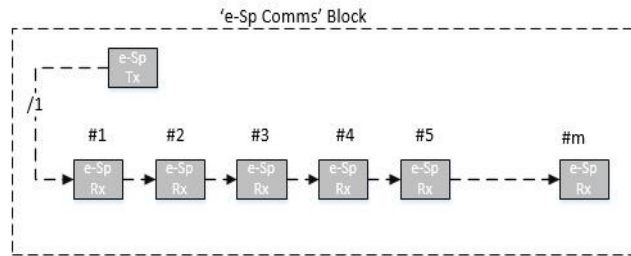 'e-Sp Comms' Block
e-Sp
Tx
/1
#1 #2 #3 #4 #5 #m
e-Sp e-Sp e-Sp e-Sp e-Sp e-Sp
Rx Rx Rx Rx Rx Rx